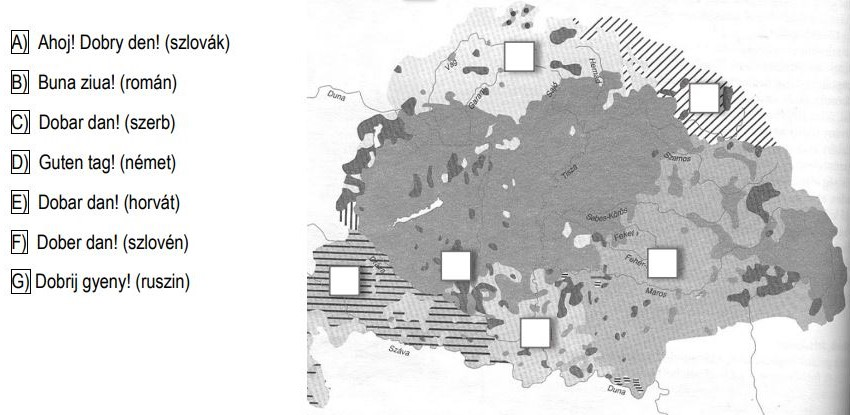 A) Ahoj! Dobry den! (szlovák)
B) Buna ziua! (román)
C) Dobar dan! (szerb)
D) Guten tag! (német)
E) Dobar dan! (horvát)
F) Dober dan! (szlovén)
G) Dobrij gyeny! (ruszin)
Duna
Vág
Garam
Sajó
Hernád
Tisza
Szamos
Sebes-Körös
Feket
Fehér-
Maros
Dráva
Száva
Duna